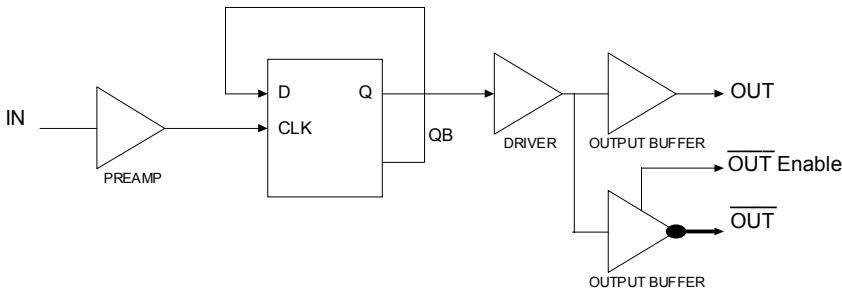 IN
PREAMP
D
Q
CLK
QB
DRIVER
OUTPUT BUFFER
OUT
OUT Enable
OUT
OUTPUT BUFFER